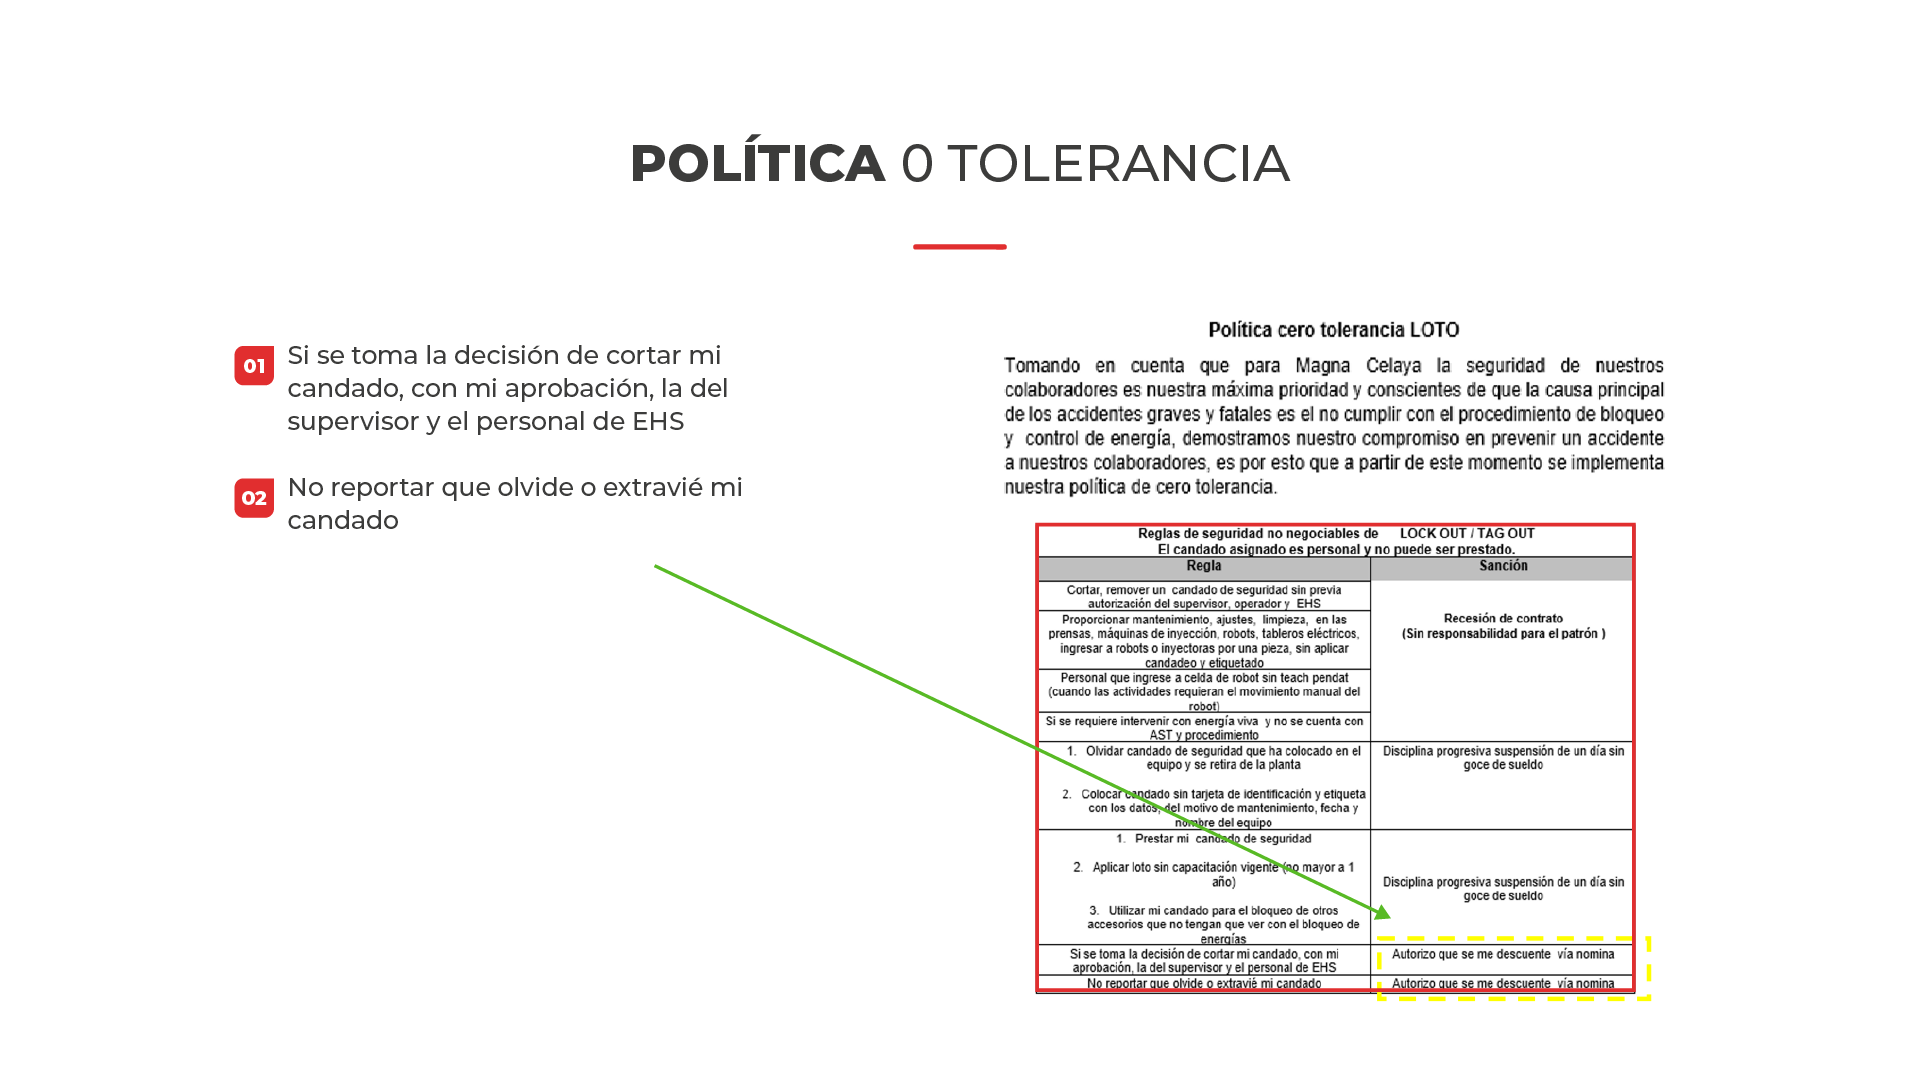 POLÍTICA 0 TOLERANCIA
01
Si se toma la decisión de cortar mi
candado, con mi aprobación, la del
supervisor y el personal de EHS
02
No reportar que olvide o extravié mi
candado
Política cero tolerancia LOTO
Tomando en cuenta que para Magna Celaya la seguridad de nuestros
colaboradores es nuestra máxima prioridad y conscientes de que la causa principal
de los accidentes graves y fatales es el no cumplir con el procedimiento de bloqueo
y control de energía, demostramos nuestro compromiso en prevenir un accidente
a nuestros colaboradores, es por esto que a partir de este momento se implementa
nuestra política de cero tolerancia.
Reglas de seguridad no negociables de LOCK OUT / TAG OUT
El candado asignado es personal y no puede ser prestado.
Regla
Sanción
Cortar, remover un candado de seguridad sin previa
autorización del supervisor, operador y EHS
Proporcionar mantenimiento, ajustes, limpieza, en las
prensas, máquinas de inyección, robots, tableros eléctricos,
ingresar a robots o inyectoras por una pieza, sin aplicar
candadeo y etiquetado
Personal que ingrese a celda de robot sin teach pendat
(cuando las actividades requieran el movimiento manual del
robot)
Si se requiere intervenir con energía viva y no se cuenta con
AST y procedimiento
Recesión de contrato
(Sin responsabilidad para el patrón )
1. Olvidar candado de seguridad que ha colocado en el
equipo y se retira de la planta
2. Colocar candado sin tarjeta de identificación y etiqueta
con los datos, del motivo de mantenimiento, fecha y
nombre del equipo
Disciplina progresiva suspensión de un día sin
goce de sueldo
1. Prestar mi candado de seguridad
2. Aplicar loto sin capacitación vigente (no mayor a 1
año)
3. Utilizar mi candado para el bloqueo de otros
accesorios que no tengan que ver con el bloqueo de
energías
Disciplina progresiva suspensión de un día sin
goce de sueldo
Si se toma la decisión de cortar mi candado, con mi
aprobación, la del supervisor y el personal de EHS
Autorizo que se me descuente vía nomina
No reportar que olvide o extravié mi candado
Autorizo que se me descuente vía nomina